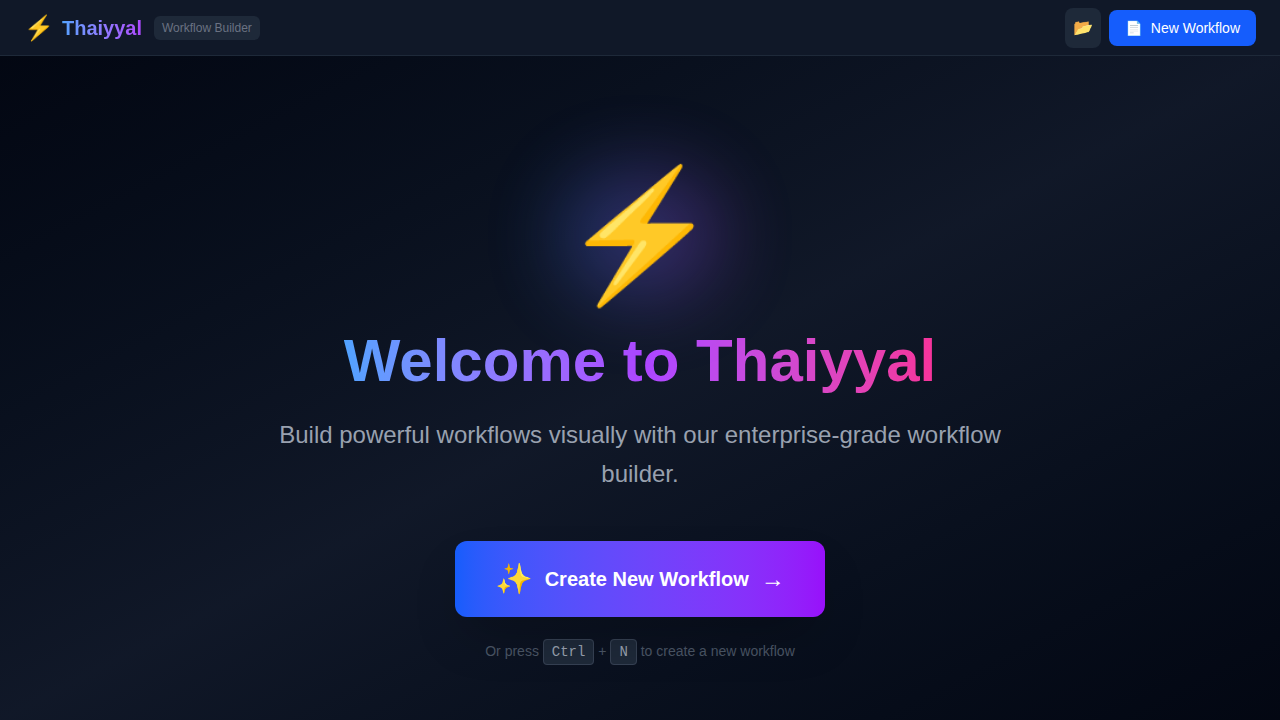 ⚡ Thaiyyal Workflow Builder
📂 📄 New Workflow
Welcome to Thaiyyal
Build powerful workflows visually with our enterprise-grade workflow
builder.
✨ Create New Workflow →
Or press Ctrl + N to create a new workflow